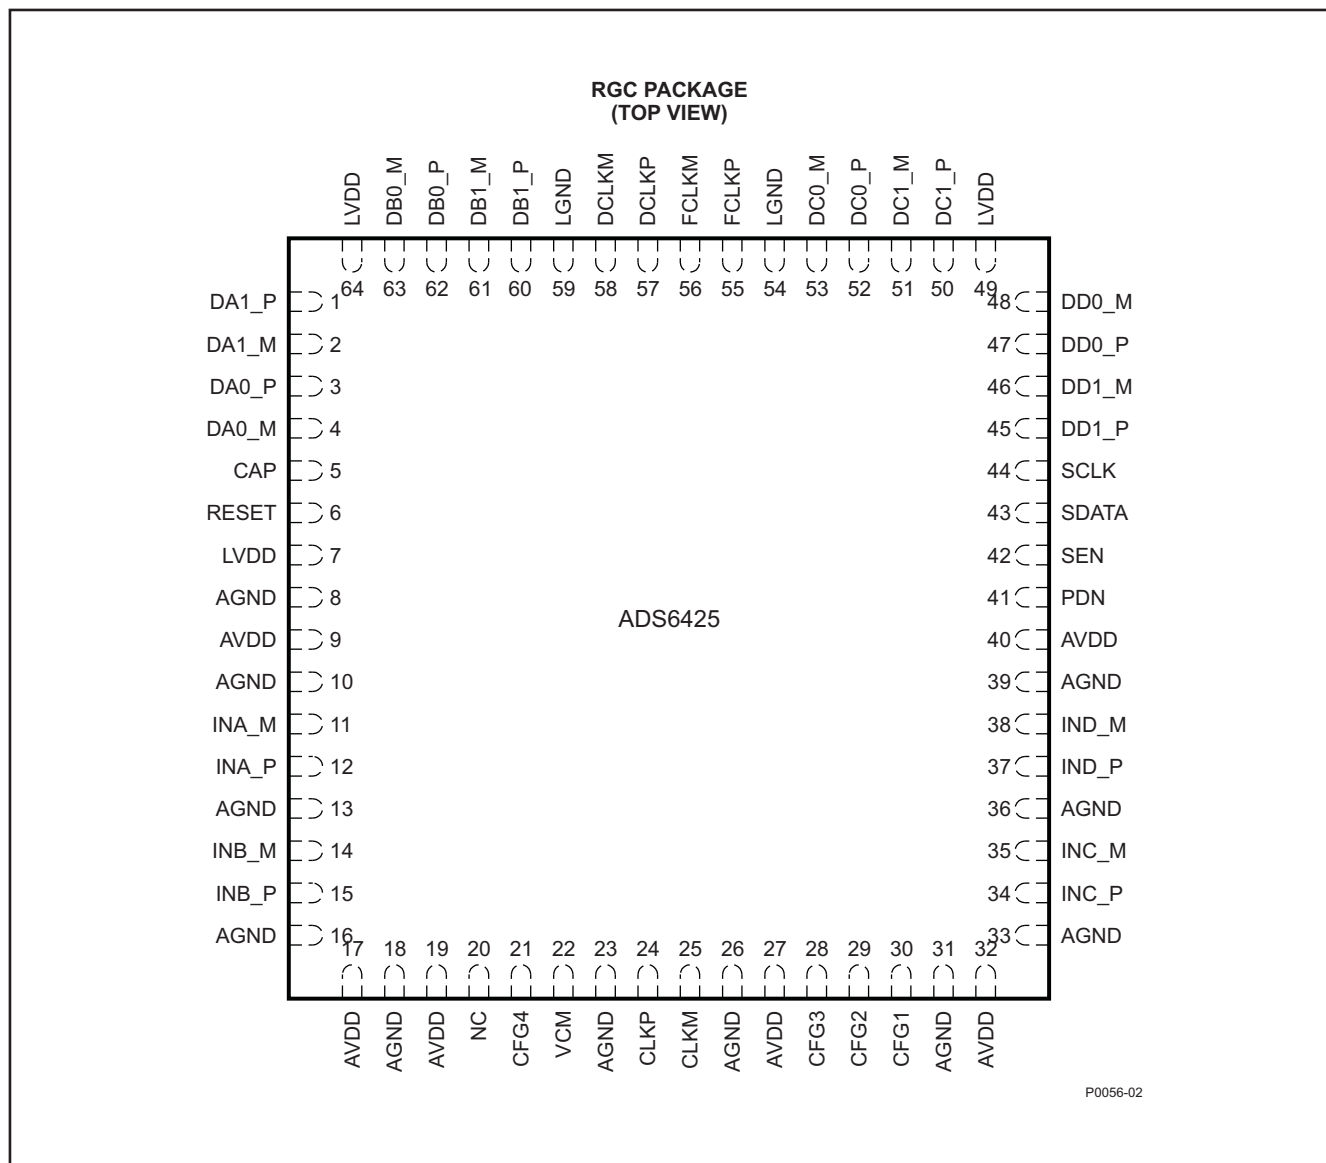 RGC PACKAGE
(TOP VIEW)
LVDD
DB0_M
DB0_P
DB1_M
DB1_P
LGND
DCLKM
DCLKP
FCLKM
FCLKP
LGND
DC0_M
DC0_P
DC1_M
DC1_P
LVDD
64 63 62 61 60 59 58 57 56 55 54 53 52 51 50 49
DA1_P 1
DA1_M 2
DA0_P 3
DA0_M 4
CAP 5
RESET 6
LVDD 7
AGND 8
AVDD 9
AGND 10
INA_M 11
INA_P 12
AGND 13
INB_M 14
INB_P 15
AGND 16
ADS6425
48 DD0_M
47 DD0_P
46 DD1_M
45 DD1_P
44 SCLK
43 SDATA
42 SEN
41 PDN
40 AVDD
39 AGND
38 IND_M
37 IND_P
36 AGND
35 INC_M
34 INC_P
33 AGND
17 18 19 20 21 22 23 24 25 26 27 28 29 30 31 32
AVDD
AGND
AVDD
NC
CFG4
VCM
AGND
CLKP
CLKM
AGND
AVDD
CFG3
CFG2
CFG1
AGND
AVDD
P0056-02